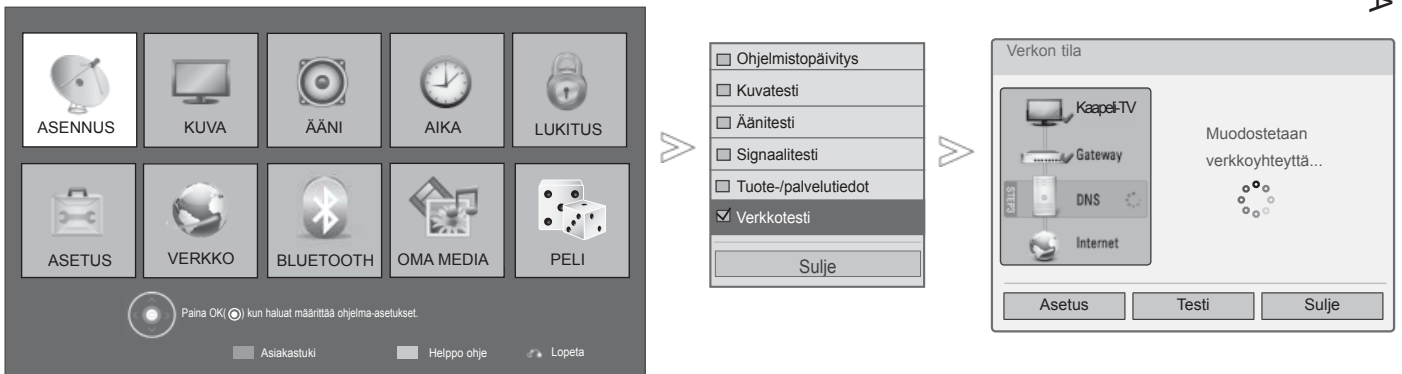 A
ASENNUS KUVA ÄÄNI AIKA LUKITUS
ASETUS VERKKO BLUETOOTH OMA MEDIA PELI
Paina OK(◉) kun haluat määrittää ohjelma-asetukset.
Asiakastuki Helppo ohje Lopeta
Ohjelmistopäivitys
Kuvatesti
Äänitesti
Signaalitesti
Tuote-/palvelutiedot
Verkkotesti
Sulje
Verkon tila
Kaapeli-TV
Gateway
STEP3
DNS
Internet
Muodostetaan
verkkoyhteyttä...
Asetus Testi Sulje